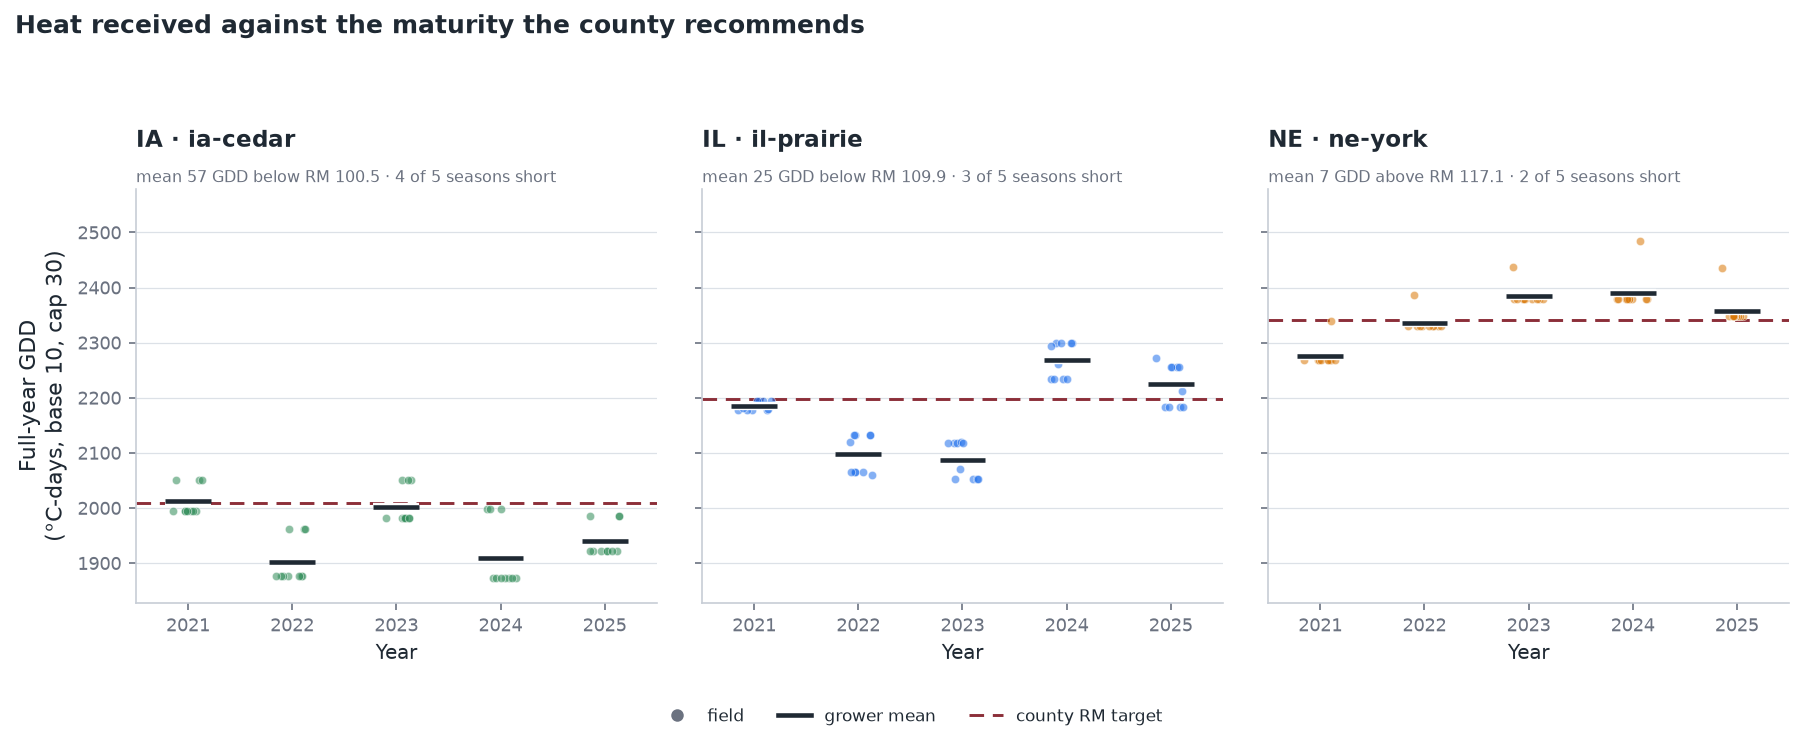 Heat received against the maturity the county recommends
IA · ia-cedar
mean 57 GDD below RM 100.5 · 4 of 5 seasons short
IL · il-prairie
mean 25 GDD below RM 109.9 · 3 of 5 seasons short
NE · ne-york
mean 7 GDD above RM 117.1 · 2 of 5 seasons short
Full-year GDD
(°C-days, base 10, cap 30)
2500
2400
2300
2200
2100
2000
1900
2021 2022 2023 2024 2025
Year
2021 2022 2023 2024 2025
Year
2021 2022 2023 2024 2025
Year
field
grower mean
county RM target